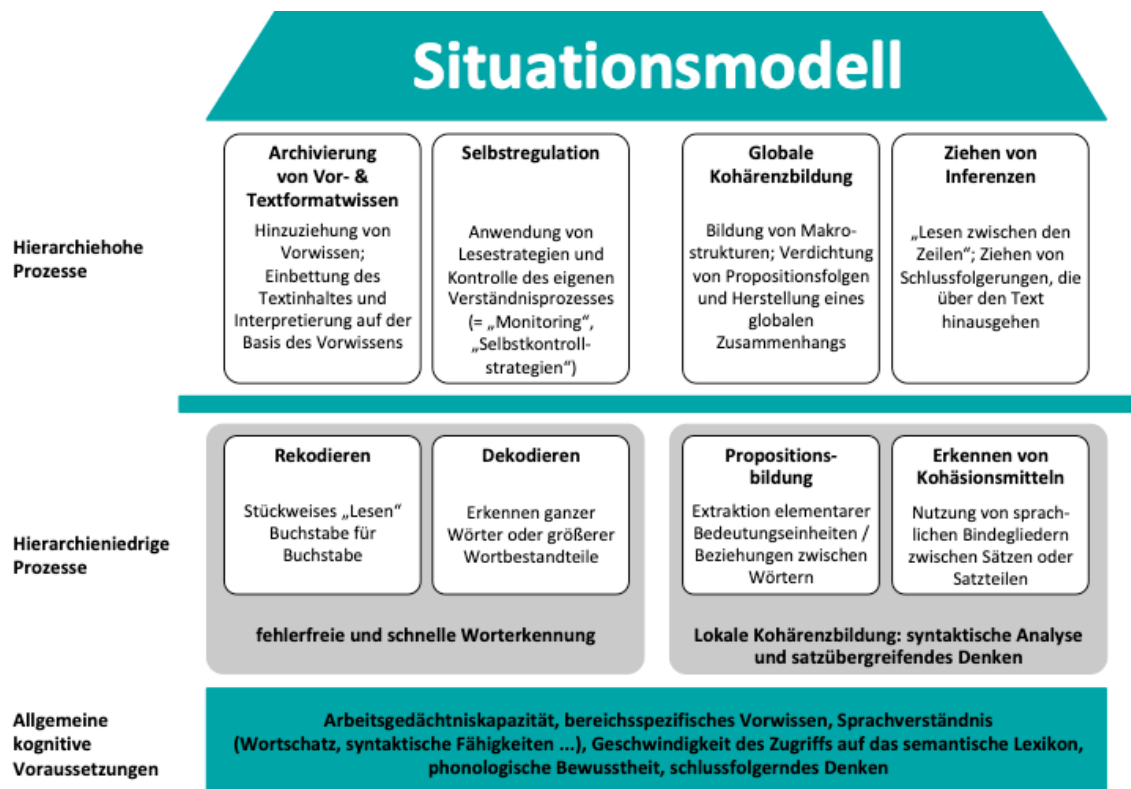 Situationsmodell
Hierarchiehohe
Prozesse
Archivierung
von Vor- &
Textformatwissen
Hinzuziehung von
Vorwissen;
Einbettung des
Textinhaltes und
Interpretierung auf der
Basis des Vorwissens
Selbstregulation
Anwendung von
Lesestrategien und
Kontrolle des eigenen
Verständnisprozesses
(= „Monitoring“,
„Selbstkontroll-
strategien“)
Globale
Kohärenzbildung
Bildung von Makro-
strukturen; Verdichtung
von Propositionsfolgen
und Herstellung eines
globalen
Zusammenhangs
Ziehen von
Inferenzen
„Lesen zwischen den
Zeilen“; Ziehen von
Schlussfolgerungen, die
über den Text
hinausgehen
Hierarchieniedrige
Prozesse
Rekodieren
Stückweises „Lesen“
Buchstabe für
Buchstabe
Dekodieren
Erkennen ganzer
Wörter oder größerer
Wortbestandteile
fehlerfreie und schnelle Worterkennung
Propositions-
bildung
Extraktion elementarer
Bedeutungseinheiten /
Beziehungen zwischen
Wörtern
Erkennen von
Kohäsionsmitteln
Nutzung von sprach-
lichen Bindegliedern
zwischen Sätzen oder
Satzteilen
Lokale Kohärenzbildung: syntaktische Analyse
und satzübergreifendes Denken
Allgemeine
kognitive
Voraussetzungen
Arbeitsgedächtniskapazität, bereichsspezifisches Vorwissen, Sprachverständnis
(Wortschatz, syntaktische Fähigkeiten ...), Geschwindigkeit des Zugriffs auf das semantische Lexikon,
phonologische Bewusstheit, schlussfolgerndes Denken